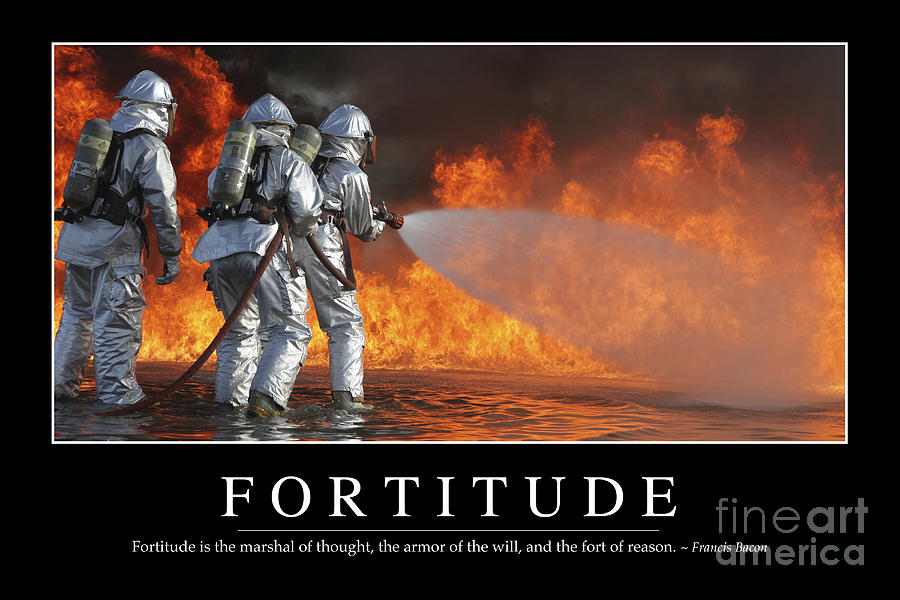 FORTITUDE
Fortitude is the marshal of thought, the armor of the will, and the fort of reason. ~ Francis Bacon
fineart
america